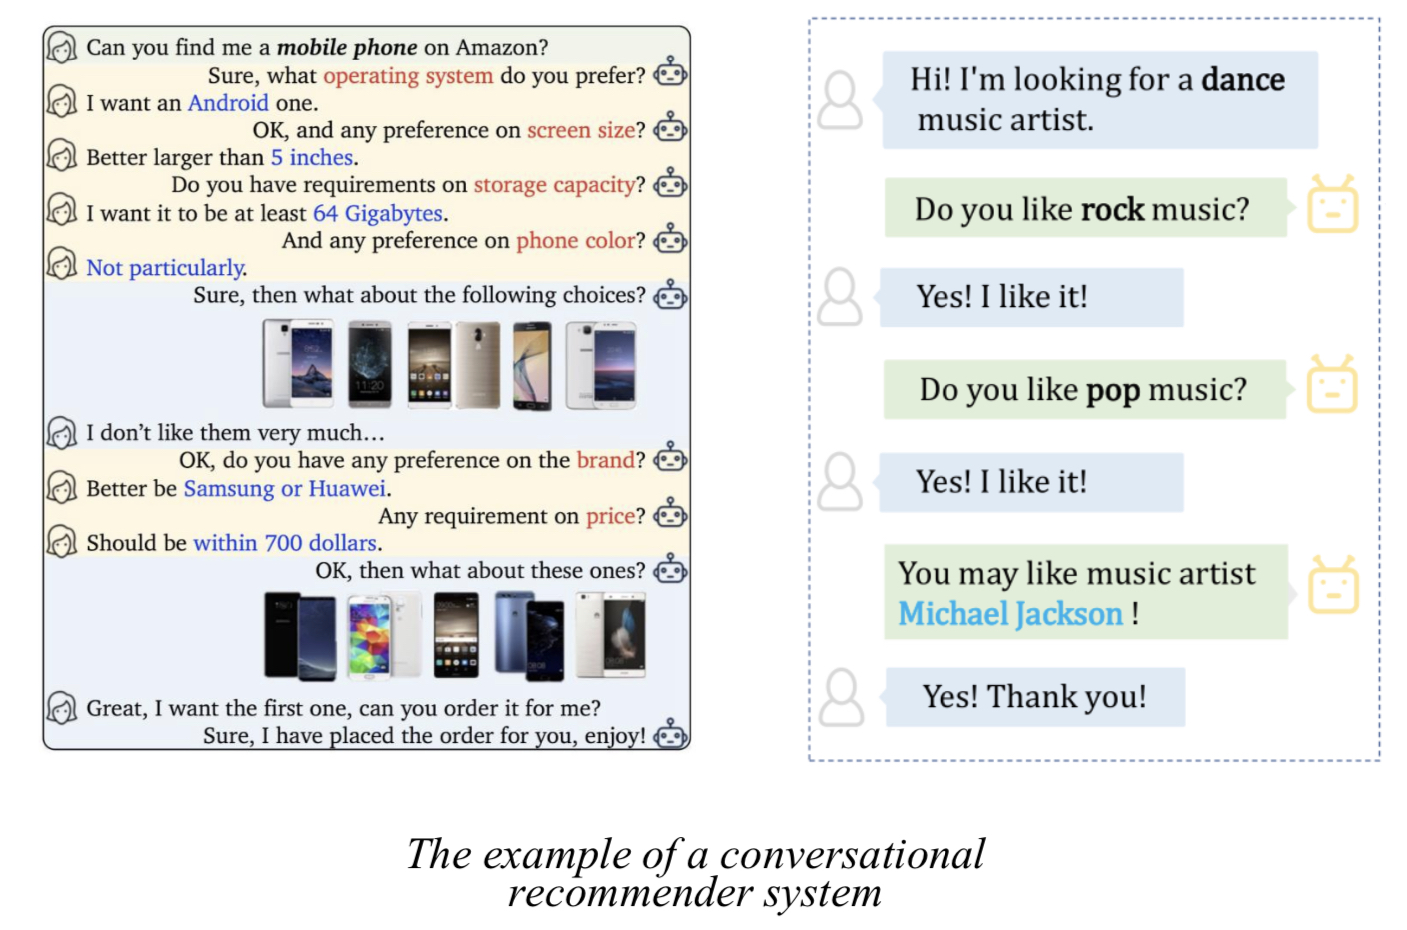 Can you find me a mobile phone on Amazon?
Sure, what operating system do you prefer?
I want an Android one.
OK, and any preference on screen size?
Better larger than 5 inches.
Do you have requirements on storage capacity?
I want it to be at least 64 Gigabytes.
And any preference on phone color?
Not particularly.
Sure, then what about the following choices?
11:20
I don't like them very much...
OK, do you have any preference on the brand?
Better be Samsung or Huawei.
Any requirement on price?
Should be within 700 dollars.
OK, then what about these ones?
Great, I want the first one, can you order it for me?
Sure, I have placed the order for you, enjoy!
Hi! I'm looking for a dance
music artist.
Do you like rock music?
Yes! I like it!
Do you like pop music?
Yes! I like it!
You may like music artist
Michael Jackson !
Yes! Thank you!
The example of a conversational
recommender system